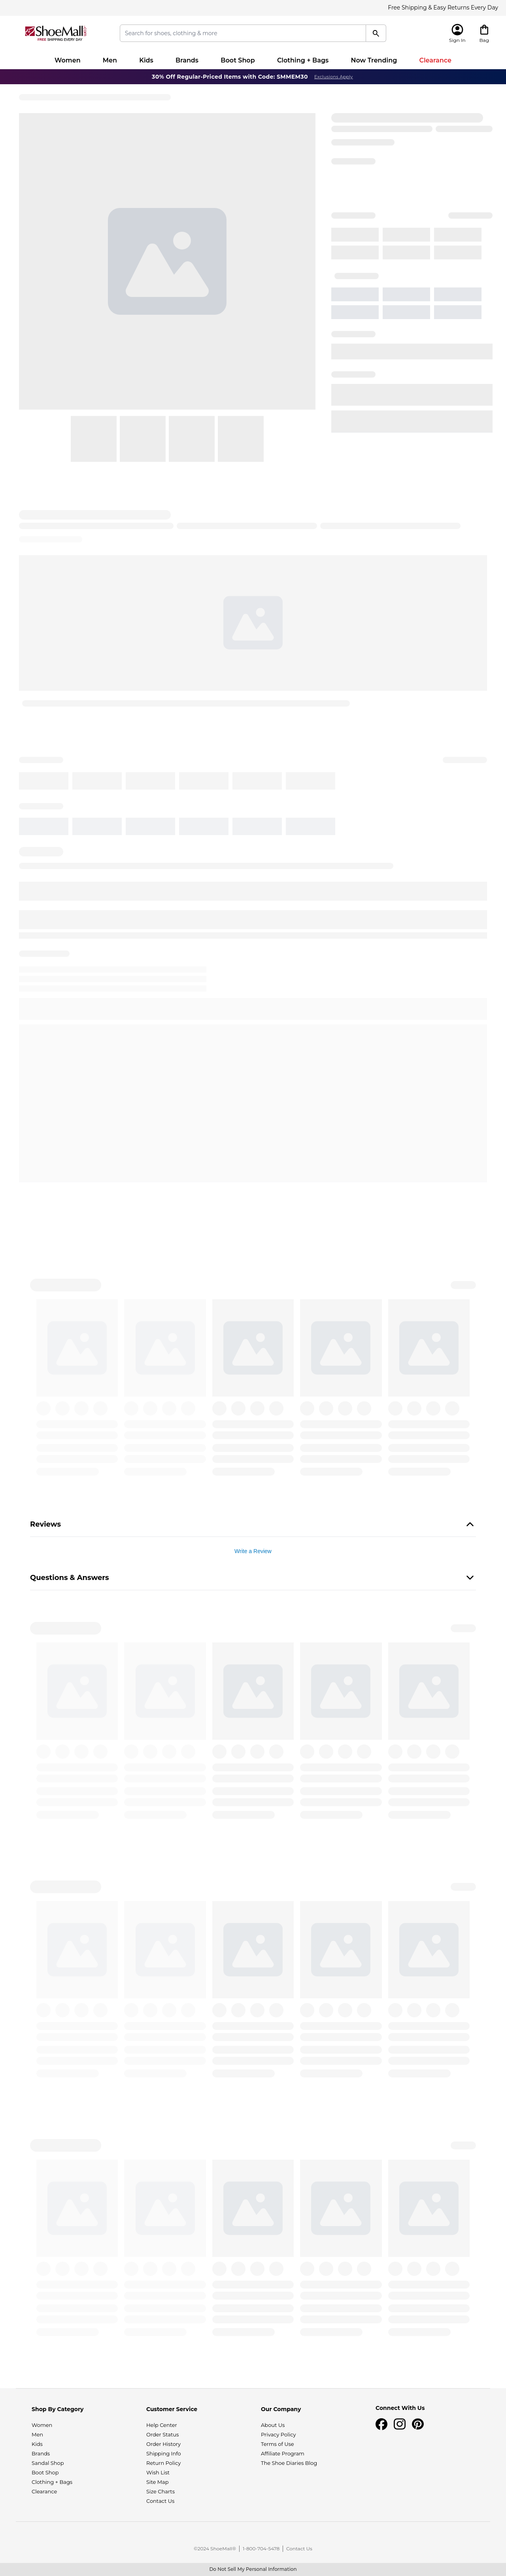 Free Shipping & Easy Returns Every Day
ShoeMall.com
FREE SHIPPING EVERY DAY
Search for shoes, clothing & more
Sign In
Bag
Women Men Kids Brands Boot Shop Clothing + Bags Now Trending Clearance
30% Off Regular-Priced Items with Code: SMMEM30 Exclusions Apply
Reviews
Write a Review
Questions & Answers
Shop By Category
Women
Men
Kids
Brands
Sandal Shop
Boot Shop
Clothing + Bags
Clearance
Customer Service
Help Center
Order Status
Order History
Shipping Info
Return Policy
Wish List
Site Map
Size Charts
Contact Us
Our Company
About Us
Privacy Policy
Terms of Use
Affiliate Program
The Shoe Diaries Blog
Connect With Us
©2024 ShoeMall® 1-800-704-5478 Contact Us
Do Not Sell My Personal Information